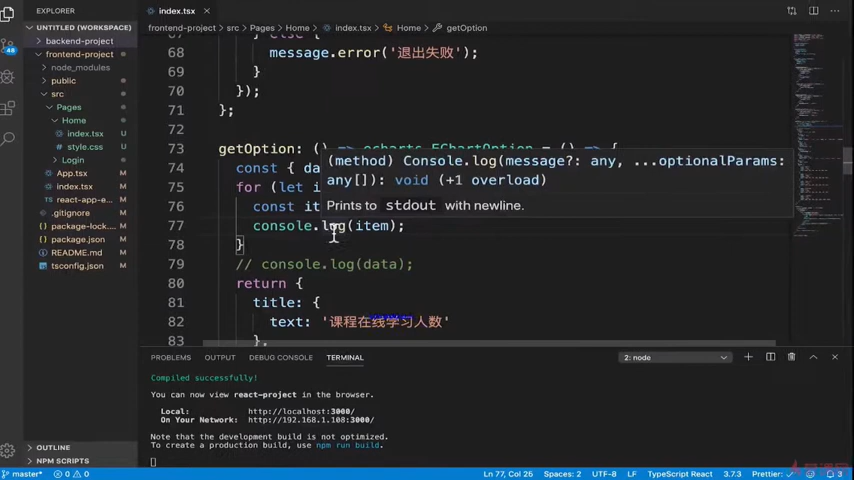 EXPLORER
UNTITLED (WORKSPACE)
backend-project
frontend-project
node_modules
public
src
Pages
Home
index.tsx U
style.css U
Login
App.tsx
index.tsx
react-app-e...
.gitignore
package-lock.json
package.json
README.md
tsconfig.json
OUTLINE
NPM SCRIPTS
48
index.tsx
frontend-project > src > Pages > Home > index.tsx > Home > getOption
67 } else {
68 message.error('退出失败');
69 }
70 });
71 };
72
73 getOption: () => echarts.EChartOption = () => {
74 const { da
75 for (let i
76 const it
77 console.log(item);
78 }
79 // console.log(data);
80 return {
81 title: {
82 text: '课程在线学习人数'
83 },
(method) Console.log(message?: any, ...optionalParams:
any[]): void (+1 overload)
Prints to stdout with newline.
PROBLEMS OUTPUT DEBUG CONSOLE TERMINAL 2: node
Compiled successfully!
You can now view react-project in the browser.
Local: http://localhost:3000/
On Your Network: http://192.168.1.108:3000/
Note that the development build is not optimized.
To create a production build, use npm run build.
master* 0 0 Ln 77, Col 25 Spaces: 2 UTF-8 LF TypeScript React 3.7.3 Prettier: ✓ 3